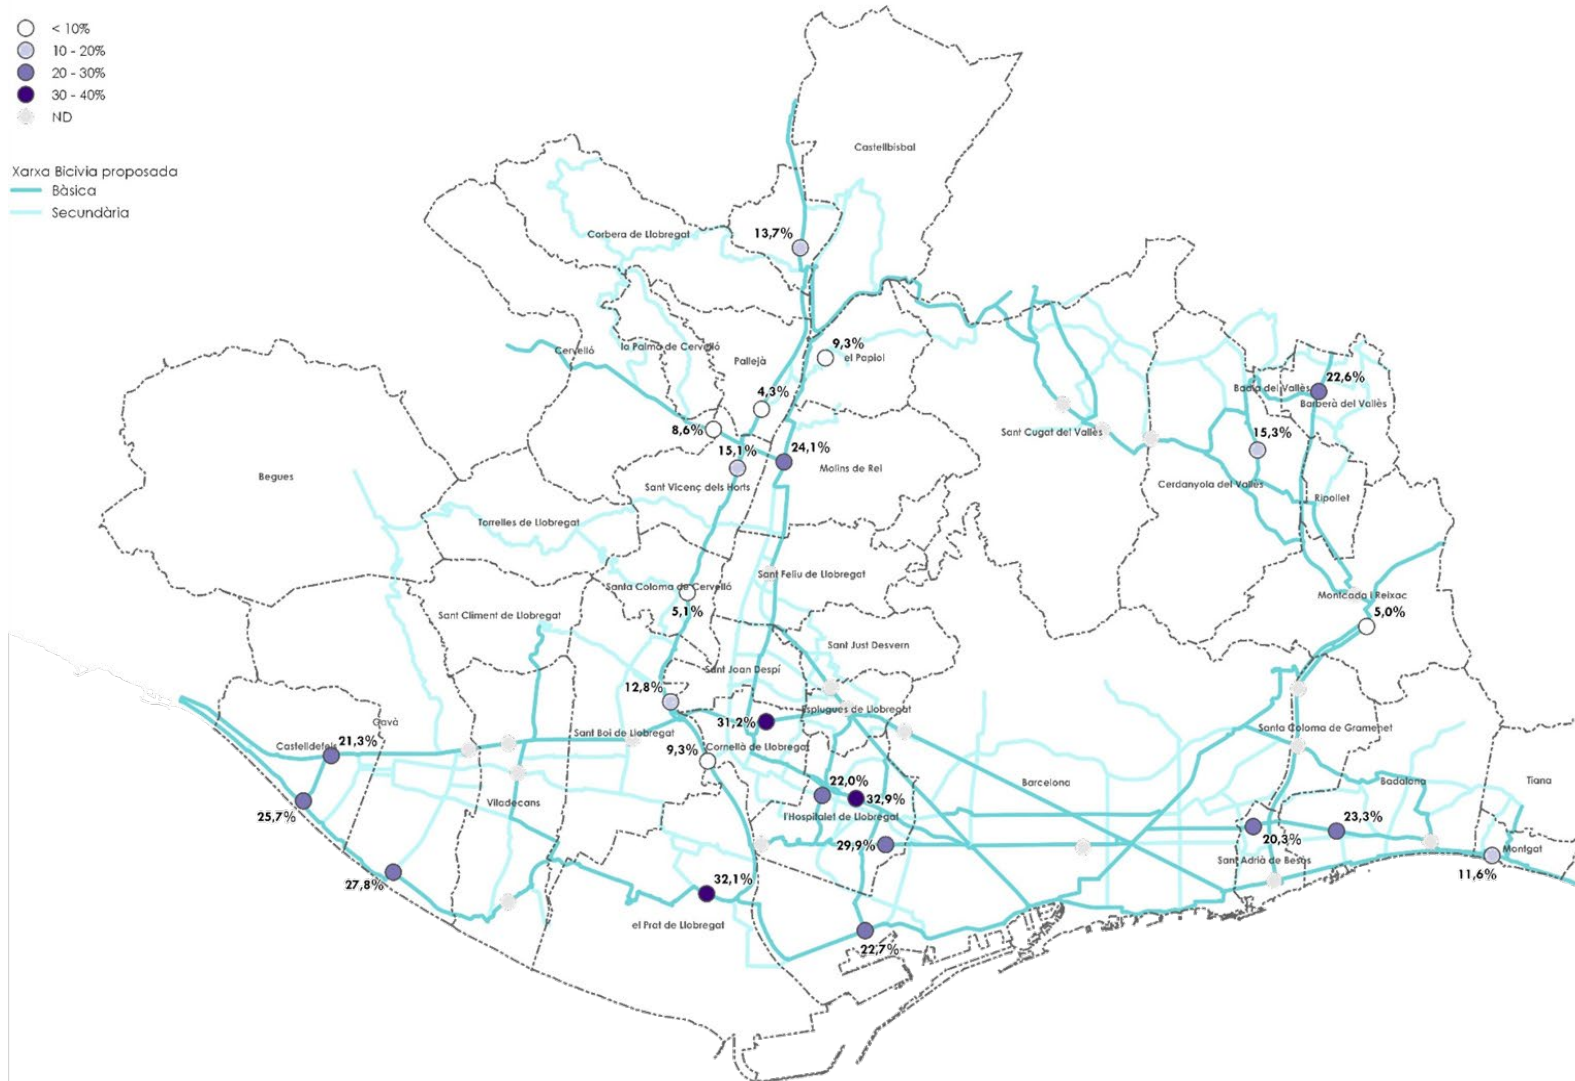 < 10%
10 - 20%
20 - 30%
30 - 40%
ND
Xarxa Bicivia proposada
Bàsica
Secundària
Castellbisbal
Corbera de Llobregat
13,7%
Cervelló
la Palma de Cervelló
Pallejà
9,3%
el Papiol
4,3%
8,6%
15,1%
24,1%
Molins de Rei
Sant Vicenç dels Horts
Begues
Torrelles de Llobregat
Badia del Vallès
22,6%
Barberà del Vallès
Sant Cugat del Vallès
15,3%
Cerdanyola del Vallès
Ripollet
Sant Feliu de Llobregat
Santa Coloma de Cervelló
5,1%
Sant Climent de Llobregat
Montcada i Reixac
5,0%
Sant Just Desvern
Sant Joan Despí
12,8%
Esplugues de Llobregat
31,2%
Gavà
Castelldefels
21,3%
Sant Boi de Llobregat
9,3%
Cornellà de Llobregat
Santa Coloma de Gramenet
Barcelona
Badalona
Tiana
Viladecans
22,0%
32,9%
l'Hospitalet de Llobregat
25,7%
29,9%
23,3%
20,3%
Sant Adrià de Besòs
Montgat
11,6%
27,8%
32,1%
el Prat de Llobregat
22,7%